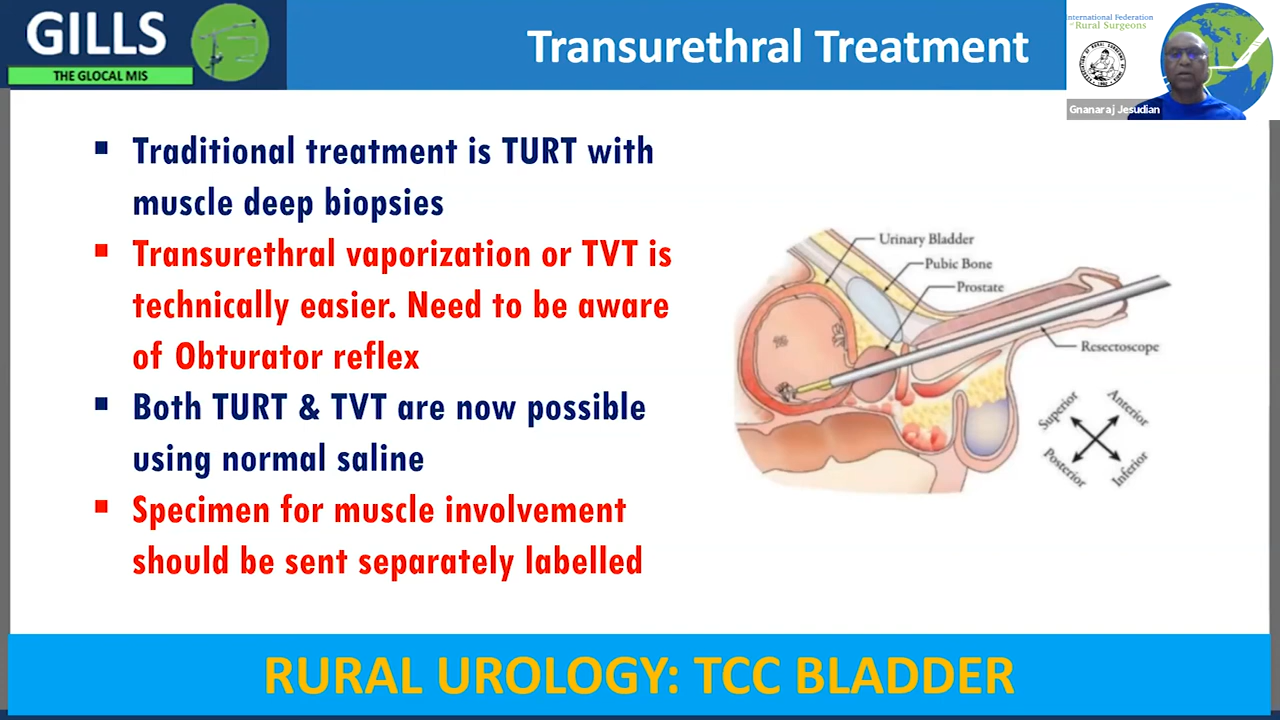 GILLS
THE GLOCAL MIS
Transurethral Treatment
International Federation
of Rural Surgeons
Gnanaraj Jesudian
Traditional treatment is TURT with
muscle deep biopsies
Transurethral vaporization or TVT is
technically easier. Need to be aware
of Obturator reflex
Both TURT & TVT are now possible
using normal saline
Specimen for muscle involvement
should be sent separately labelled
Urinary Bladder
Pubic Bone
Prostate
Resectoscope
Superior
Anterior
Posterior
Inferior
RURAL UROLOGY: TCC BLADDER